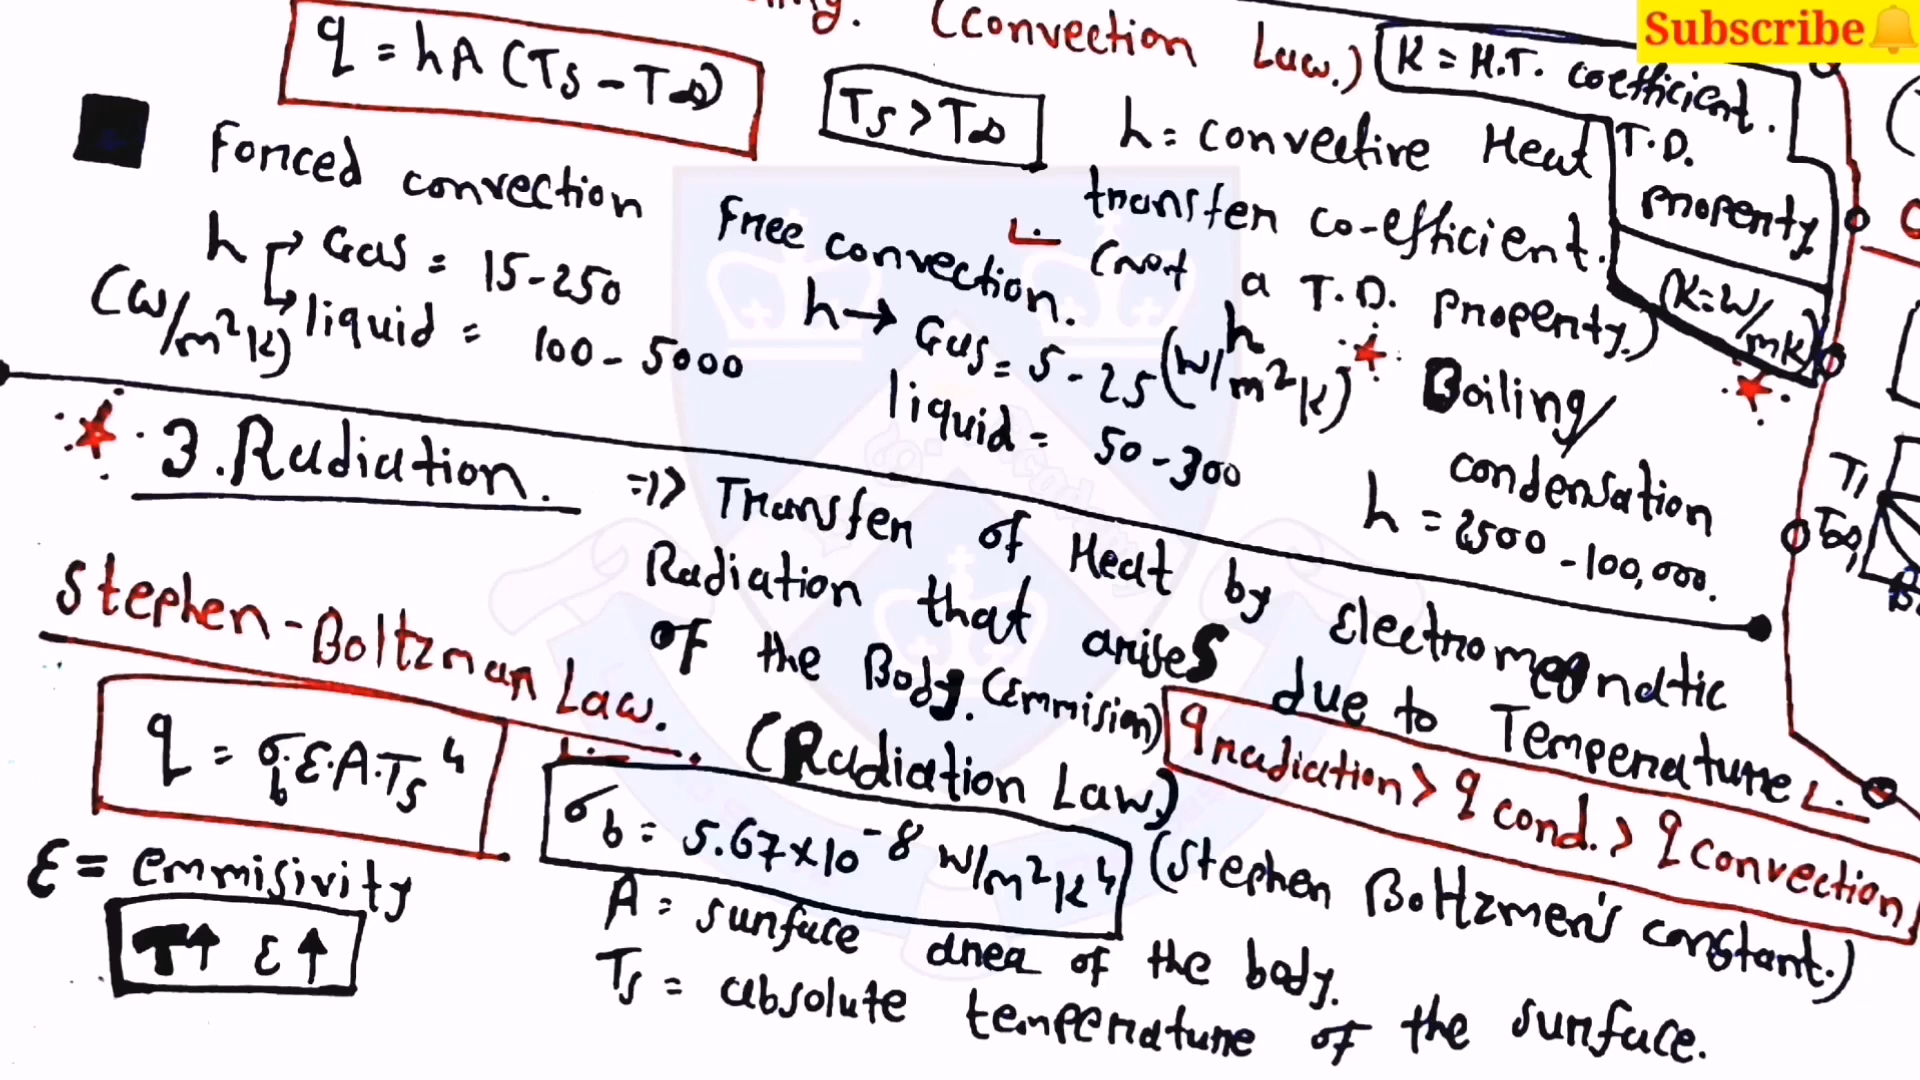 (Convection Law.)
Subscribe
q = hA (Ts - T∞)
Ts > T∞
K = H.T. coefficient.
T.D.
property
(K=W/mK)
h = convective Heat
transfer co-efficient.
(not a T.D. property.)
Forced convection
h → Gas = 15-250
→ liquid = 100 - 5000
(W/m²K)
Free convection.
h → Gas = 5 - 25 (W/m²K)
h
liquid = 50 - 300
Boiling/
condensation
h = 2500 - 100,000.
3. Radiation.
⇒ Transfer of Heat by Electromegnatic
Radiation that arises due to Temperature
of the Body. (Emmision)
Stephen-Boltzman Law.
(Radiation Law.)
q radiation > q cond. > q convection
q = σb.ε.A.Ts⁴
σb = 5.67×10⁻⁸ W/m²K⁴
(Stephen Boltzmen's constant.)
ε = emmisivity
T↑ ε↑
A = surface area of the body.
Ts = absolute temperature of the surface.
T1